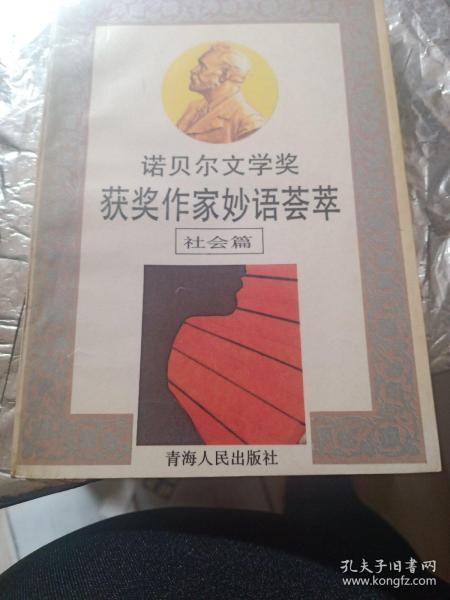 诺贝尔文学奖
获奖作家妙语荟萃
社会篇
青海人民出版社
孔夫子旧书网
www.kongfz.com